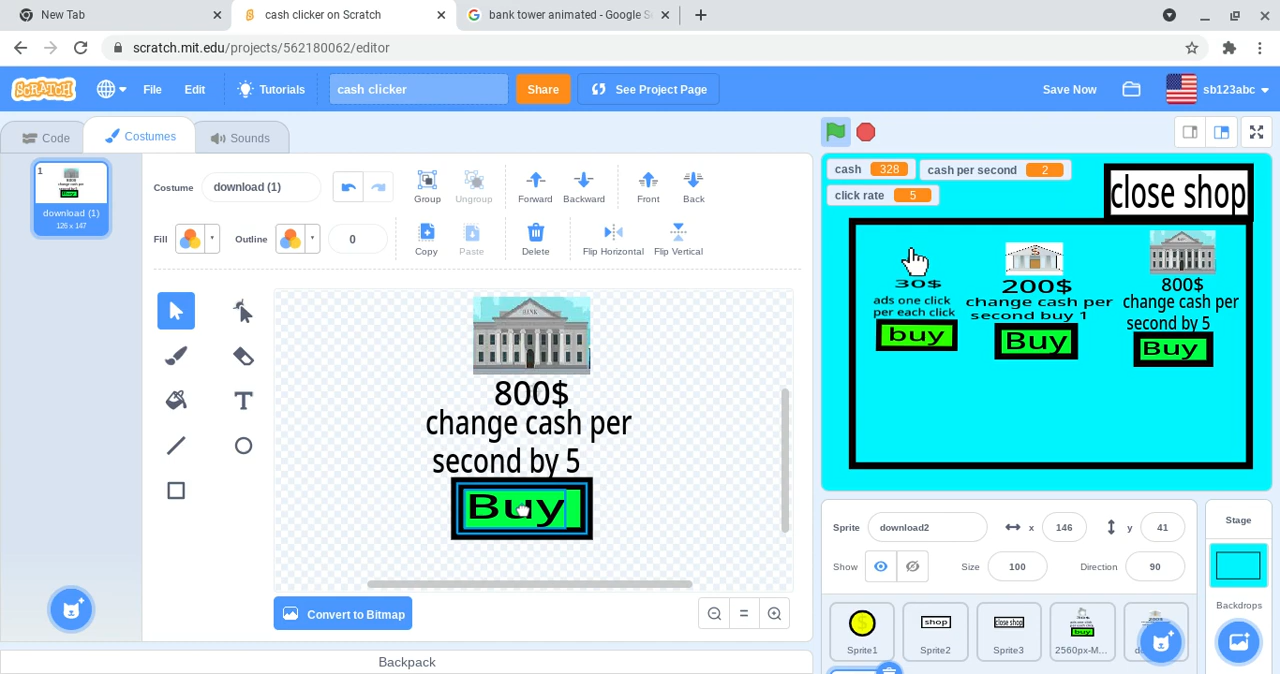 New Tab
cash clicker on Scratch
bank tower animated - Google S
scratch.mit.edu/projects/562180062/editor
SCRATCH
File
Edit
Tutorials
cash clicker
Share
See Project Page
Save Now
sb123abc
Code
Costumes
Sounds
1
download (1)
126 x 147
Costume
download (1)
Group
Ungroup
Forward
Backward
Front
Back
Fill
Outline
0
Copy
Paste
Delete
Flip Horizontal
Flip Vertical
BANK
800$
change cash per
second by 5
Buy
Convert to Bitmap
Backpack
cash 328
cash per second 2
click rate 5
close shop
30$
ads one click
per each click
buy
200$
change cash per
second buy 1
Buy
800$
change cash per
second by 5
Buy
Sprite
download2
x
146
y
41
Show
Size
100
Direction
90
Stage
Backdrops
shop
close shop
buy
Sprite1
Sprite2
Sprite3
2560px-M...